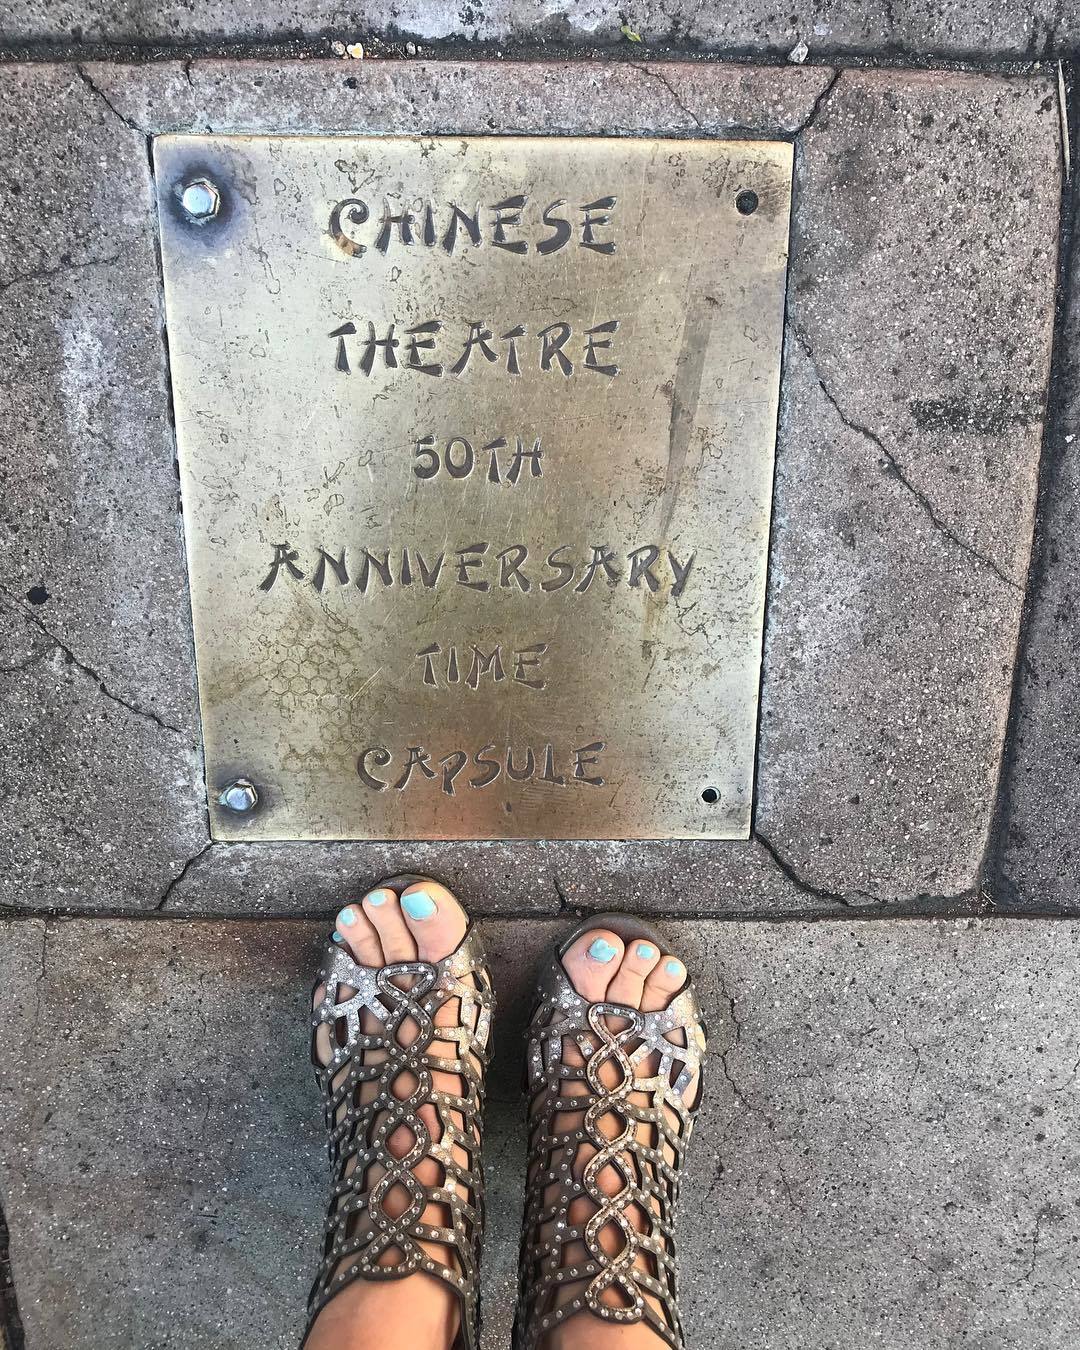 CHINESE
THEATRE
50TH
ANNIVERSARY
TIME
CAPSULE